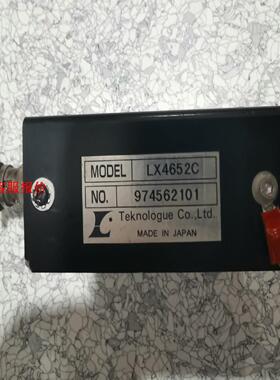 MODEL LX4652C
NO. 974562101
Teknologue Co.,Ltd.
MADE IN JAPAN